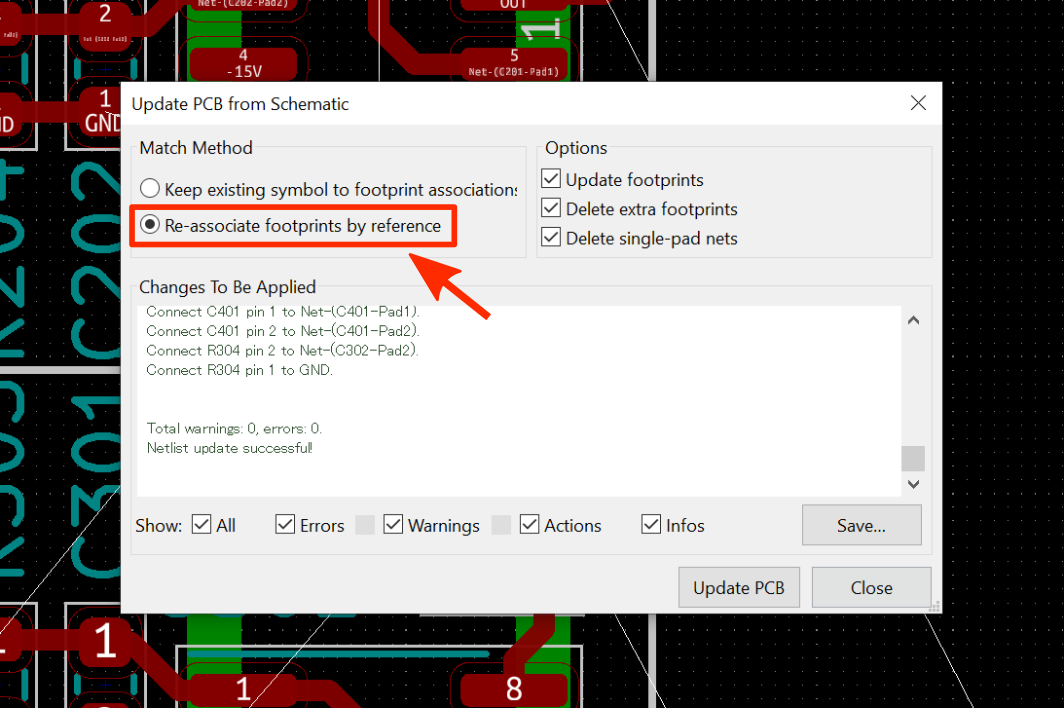 Net-(C202-Pad2)
OUT
2
1
4
-15V
5
Net-(C201-Pad1)
1
GND
Update PCB from Schematic
Match Method
Keep existing symbol to footprint associations
Re-associate footprints by reference
Options
Update footprints
Delete extra footprints
Delete single-pad nets
Changes To Be Applied
Connect C401 pin 1 to Net-(C401-Pad1).
Connect C401 pin 2 to Net-(C401-Pad2).
Connect R304 pin 2 to Net-(C302-Pad2).
Connect R304 pin 1 to GND.
Total warnings: 0, errors: 0.
Netlist update successful!
Show:
All
Errors
Warnings
Actions
Infos
Save...
Update PCB
Close
R204
C202
R303
C301
1
1
8